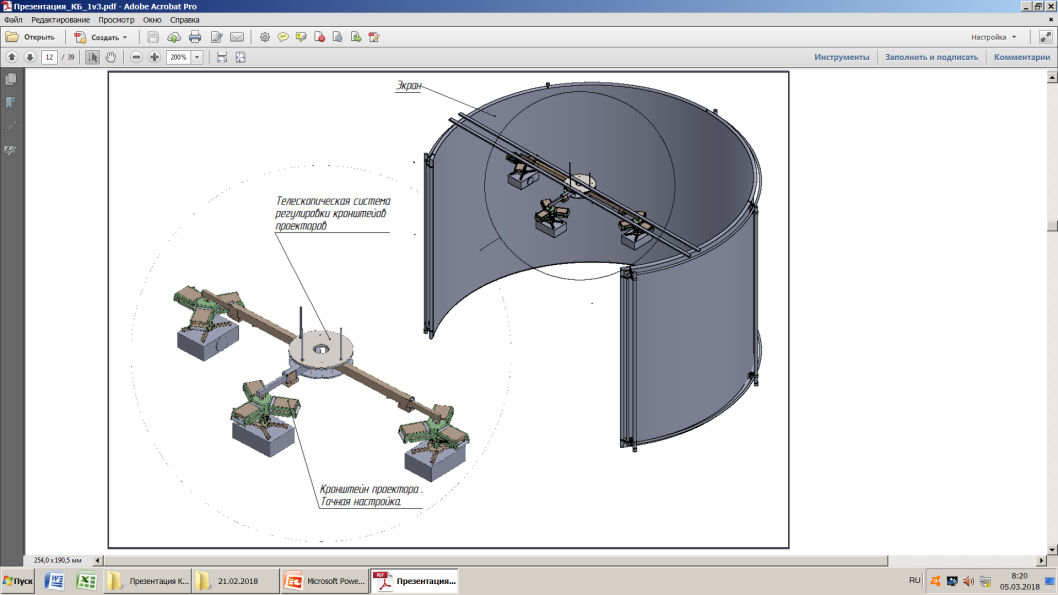 Презентация_КБ_1v3.pdf - Adobe Acrobat Pro
Файл Редактирование Просмотр Окно Справка
Открыть Создать Настройка
12 / 39 200% Инструменты Заполнить и подписать Комментарии
Экран
Телескопическая система
регулировки кронштейов
проекторов
Кронштейн проектора .
Точная настройка.
254,0 x 190,5 мм
Пуск Презентация К... 21.02.2018 Microsoft Powe... PDF Презентация... RU 8:20
05.03.2018